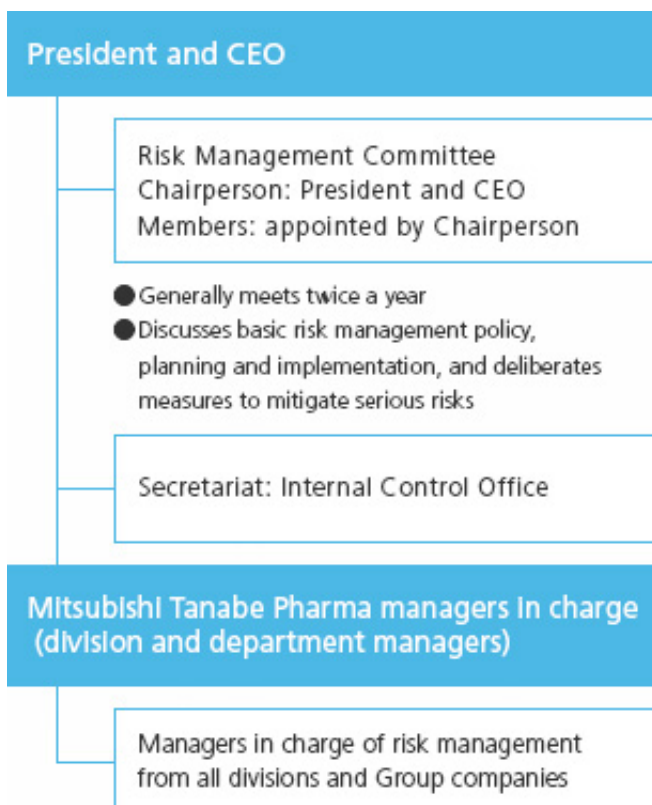 President and CEO
Risk Management Committee
Chairperson: President and CEO
Members: appointed by Chairperson
●Generally meets twice a year
●Discusses basic risk management policy,
planning and implementation, and deliberates
measures to mitigate serious risks
Secretariat: Internal Control Office
Mitsubishi Tanabe Pharma managers in charge
(division and department managers)
Managers in charge of risk management
from all divisions and Group companies